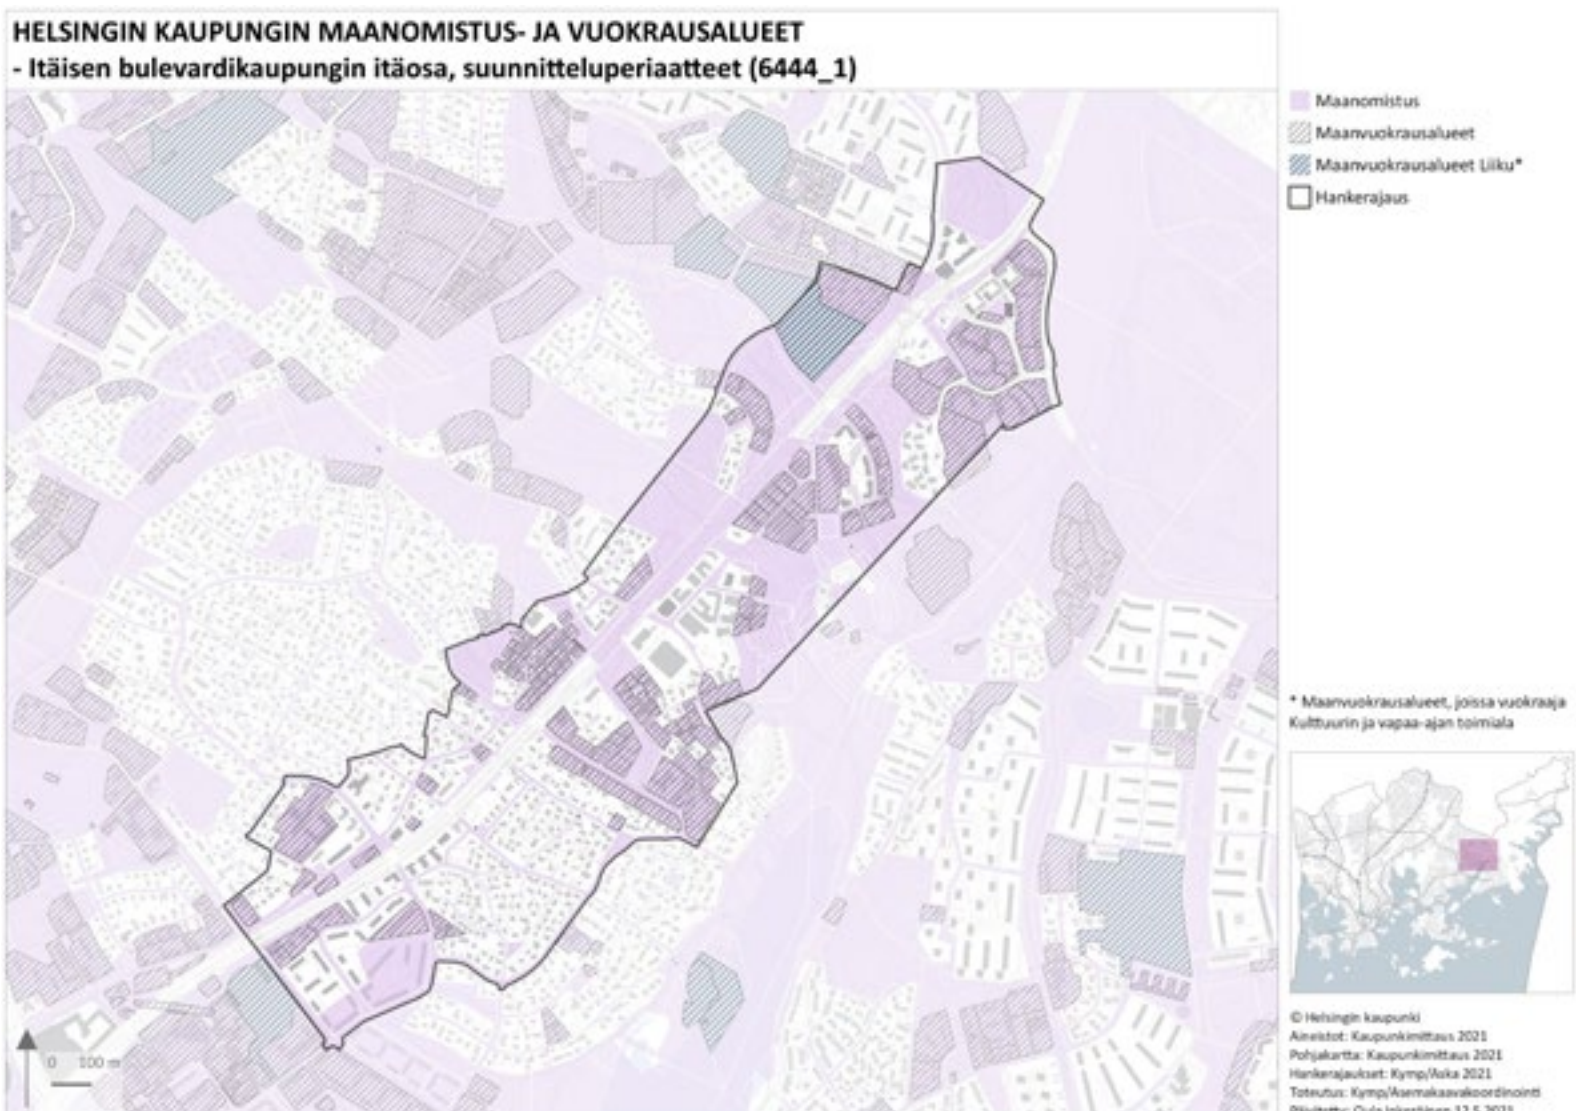 HELSINGIN KAUPUNGIN MAANOMISTUS- JA VUOKRAUSALUEET
- Itäisen bulevardikaupungin itäosa, suunnitteluperiaatteet (6444_1)
Maanomistus
Maanvuokrausalueet
Maanvuokrausalueet Liiku*
Hankerajaus
* Maanvuokrausalueet, joissa vuokraaja
Kulttuurin ja vapaa-ajan toimiala
0 100 m
© Helsingin kaupunki
Aineistot: Kaupunkimittaus 2021
Pohjakartta: Kaupunkimittaus 2021
Hankerajaukset: Kymp/Aska 2021
Toteutus: Kymp/Asemakaavakoordinointi